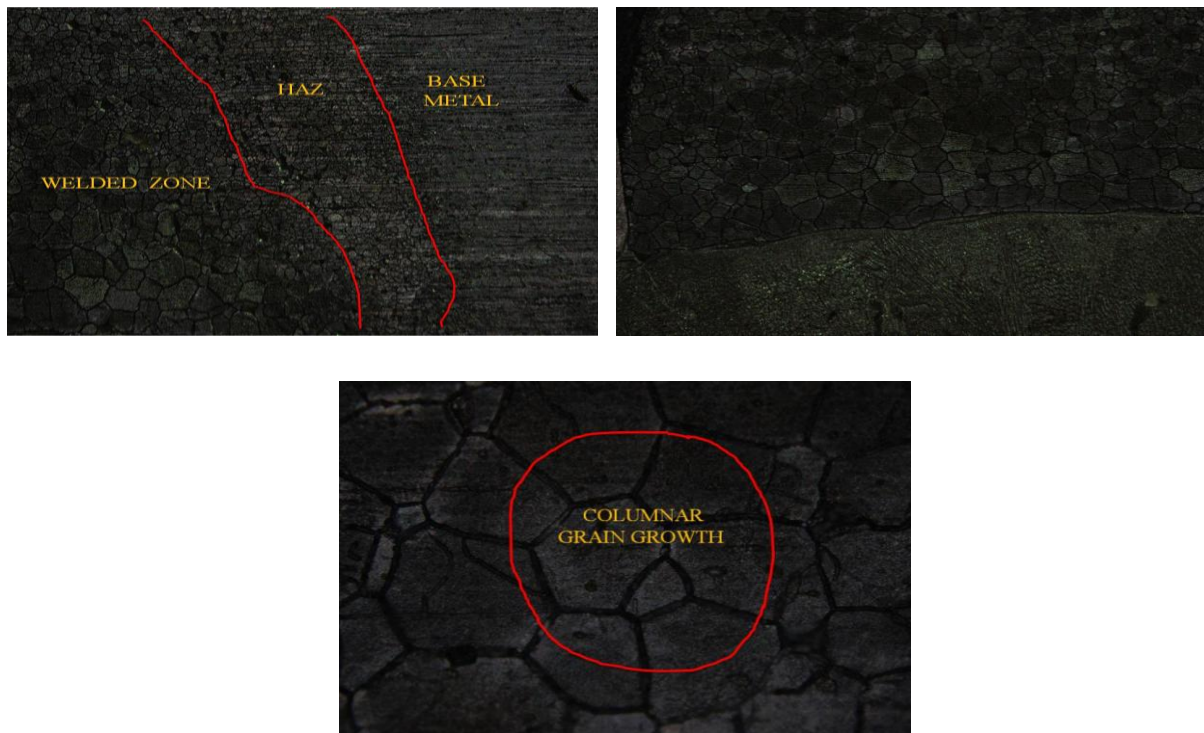 HAZ
BASE
METAL
WELDED ZONE
COLUMNAR
GRAIN GROWTH